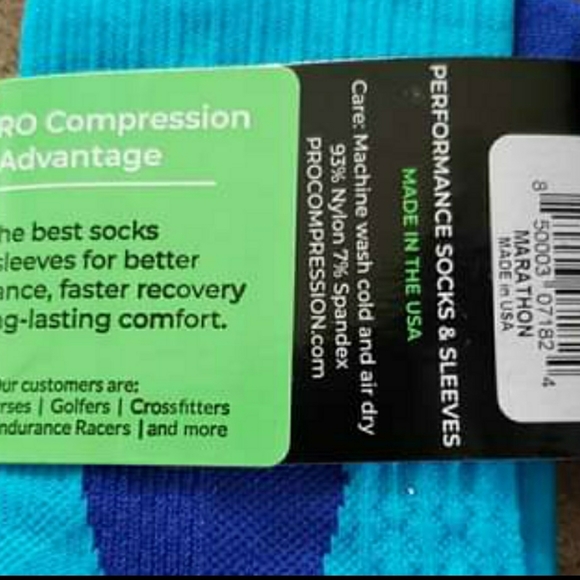 RO Compression
Advantage
he best socks
sleeves for better
ance, faster recovery
ng-lasting comfort.
ur customers are:
rses | Golfers | Crossfitters
ndurance Racers | and more
PERFORMANCE SOCKS & SLEEVES
MADE IN THE USA
Care: Machine wash cold and air dry
93% Nylon 7% Spandex
PROCOMPRESSION.com
8 50003 07182 4
MARATHON
MADE in USA